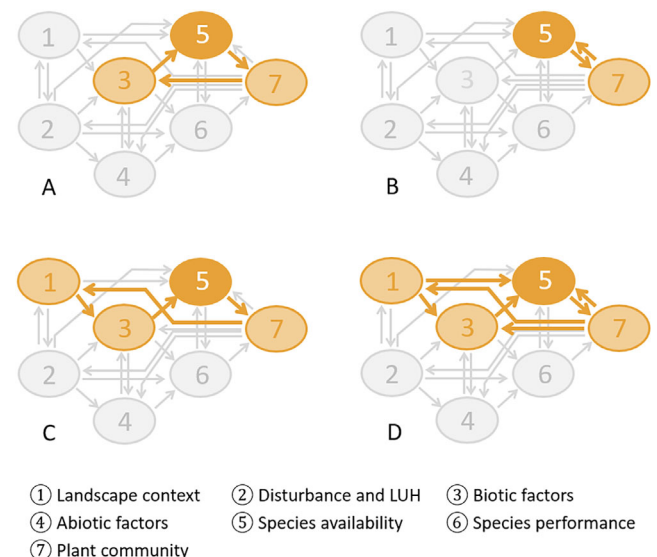 1 5
3 7
2 6
4
A
1 5
3 7
2 6
4
B
1 5
3 7
2 6
4
C
1 5
3 7
2 6
4
D
① Landscape context ② Disturbance and LUH ③ Biotic factors
④ Abiotic factors ⑤ Species availability ⑥ Species performance
⑦ Plant community